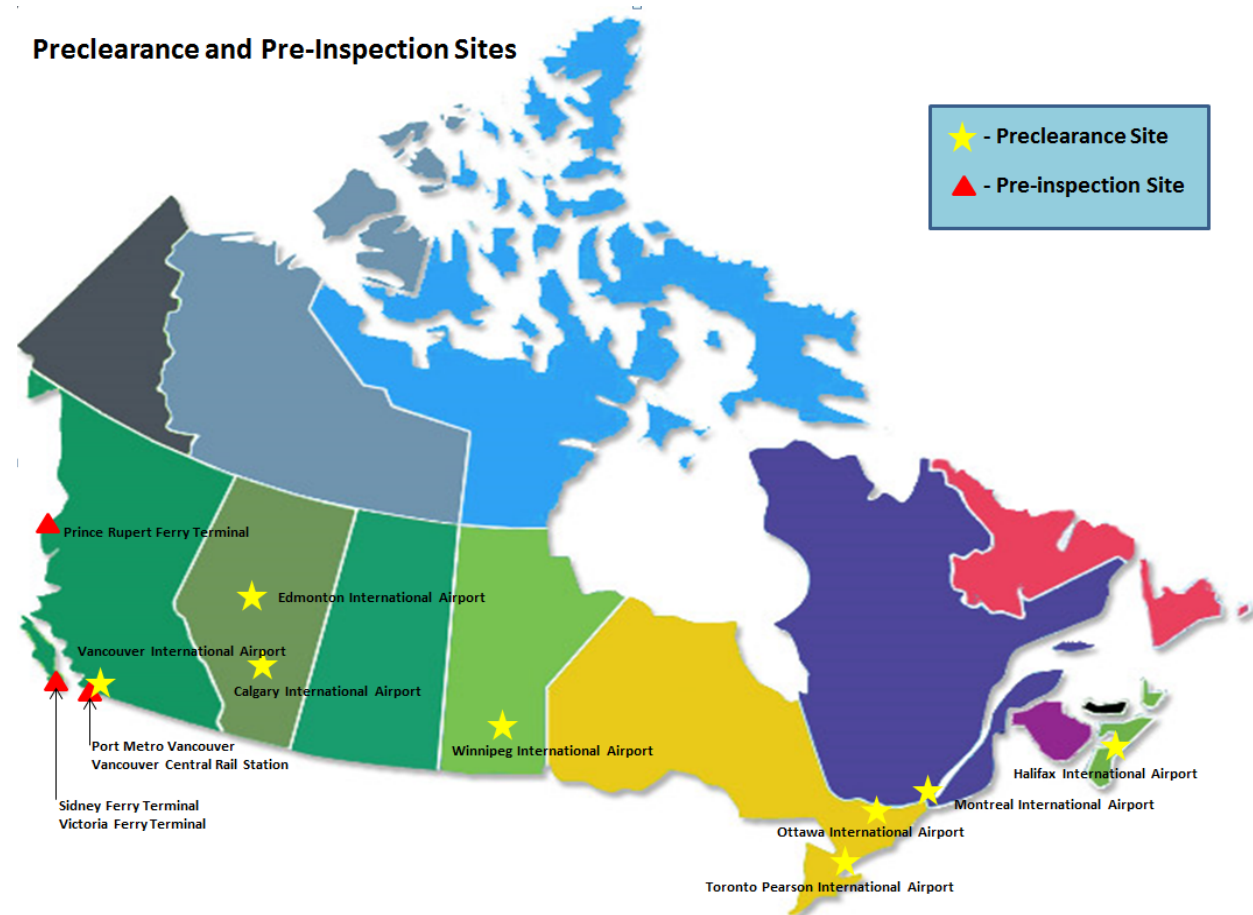 Preclearance and Pre-Inspection Sites
- Preclearance Site
- Pre-inspection Site
Prince Rupert Ferry Terminal
Edmonton International Airport
Vancouver International Airport
Calgary International Airport
Port Metro Vancouver
Vancouver Central Rail Station
Winnipeg International Airport
Sidney Ferry Terminal
Victoria Ferry Terminal
Halifax International Airport
Montreal International Airport
Ottawa International Airport
Toronto Pearson International Airport